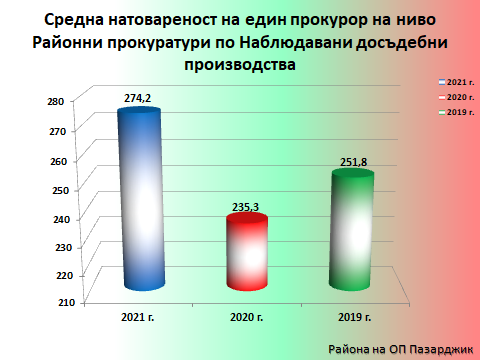 Средна натовареност на един прокурор на ниво
Районни прокуратури по Наблюдавани досъдебни
производства
2021 г.
2020 г.
2019 г.
280
270
260
250
240
230
220
210
274,2
235,3
251,8
2021 г.
2020 г.
2019 г.
Района на ОП Пазарджик